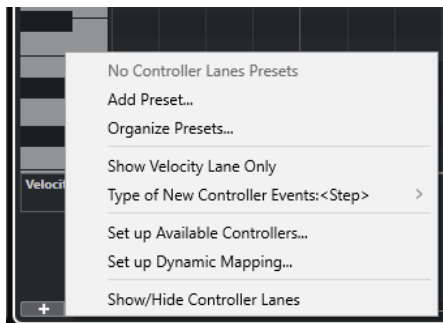 No Controller Lanes Presets
Add Preset...
Organize Presets...
Show Velocity Lane Only
Velocit
Type of New Controller Events:<Step>
Set up Available Controllers...
Set up Dynamic Mapping...
Show/Hide Controller Lanes